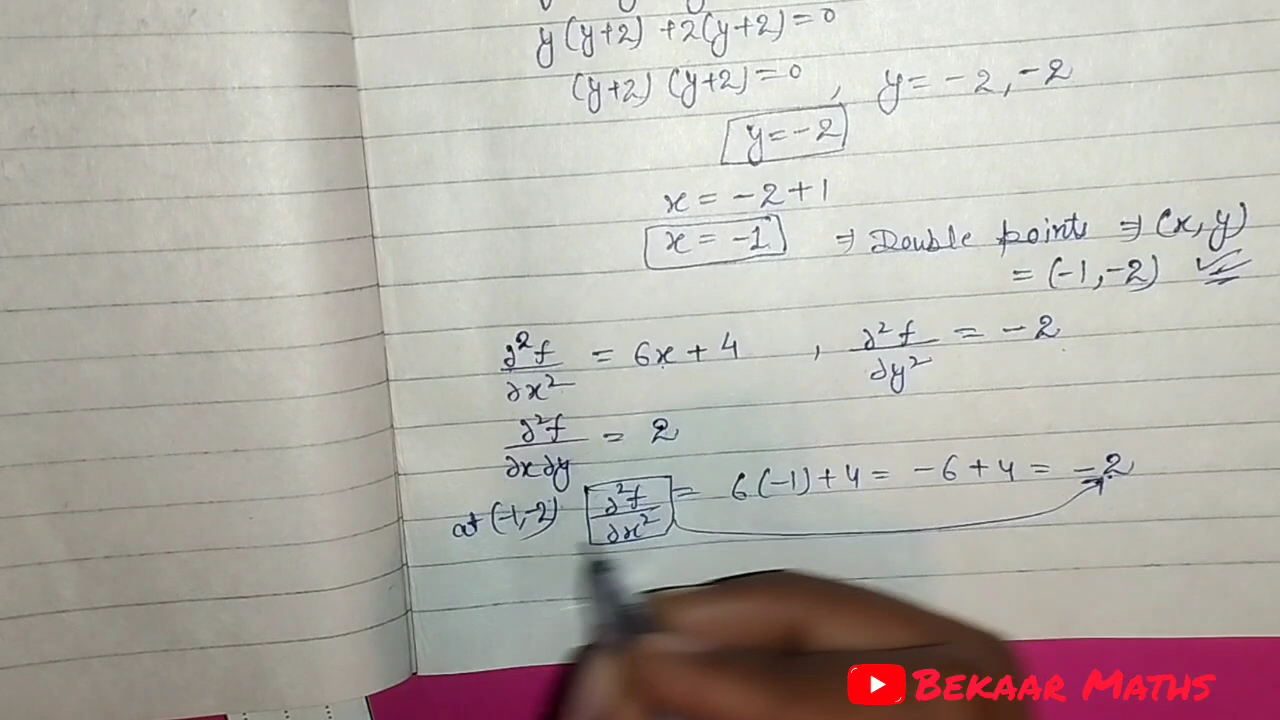 y(y+2) +2(y+2)=0
(y+2) (y+2)=0 , y= -2, -2
y=-2
x = -2+1
x = -1 ⇒ Double points ⇒ (x,y)
= (-1,-2)
∂²f/∂x² = 6x+4 , ∂²f/∂y² = -2
∂²f/∂x∂y = 2
at (-1,-2) ∂²f/∂x² = 6(-1)+4 = -6+4 = -2
BEKAAR MATHS